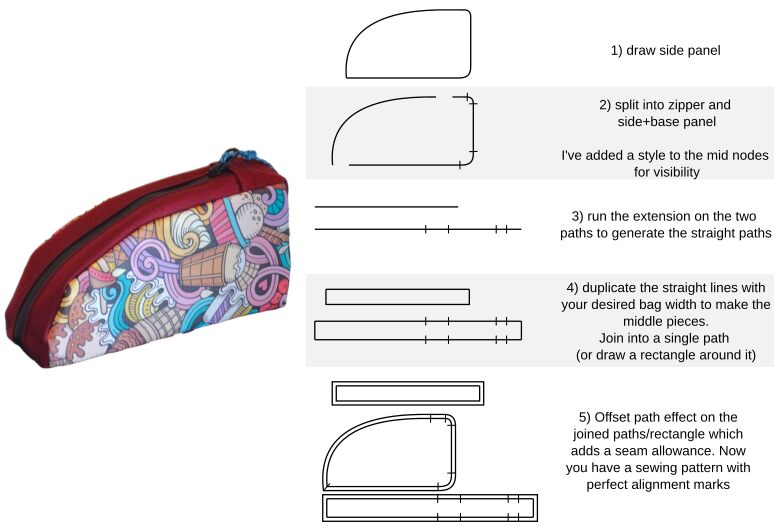 1) draw side panel
2) split into zipper and
side+base panel
I've added a style to the mid nodes
for visibility
3) run the extension on the two
paths to generate the straight paths
4) duplicate the straight lines with
your desired bag width to make the
middle pieces.
Join into a single path
(or draw a rectangle around it)
5) Offset path effect on the
joined paths/rectangle which
adds a seam allowance. Now
you have a sewing pattern with
perfect alignment marks